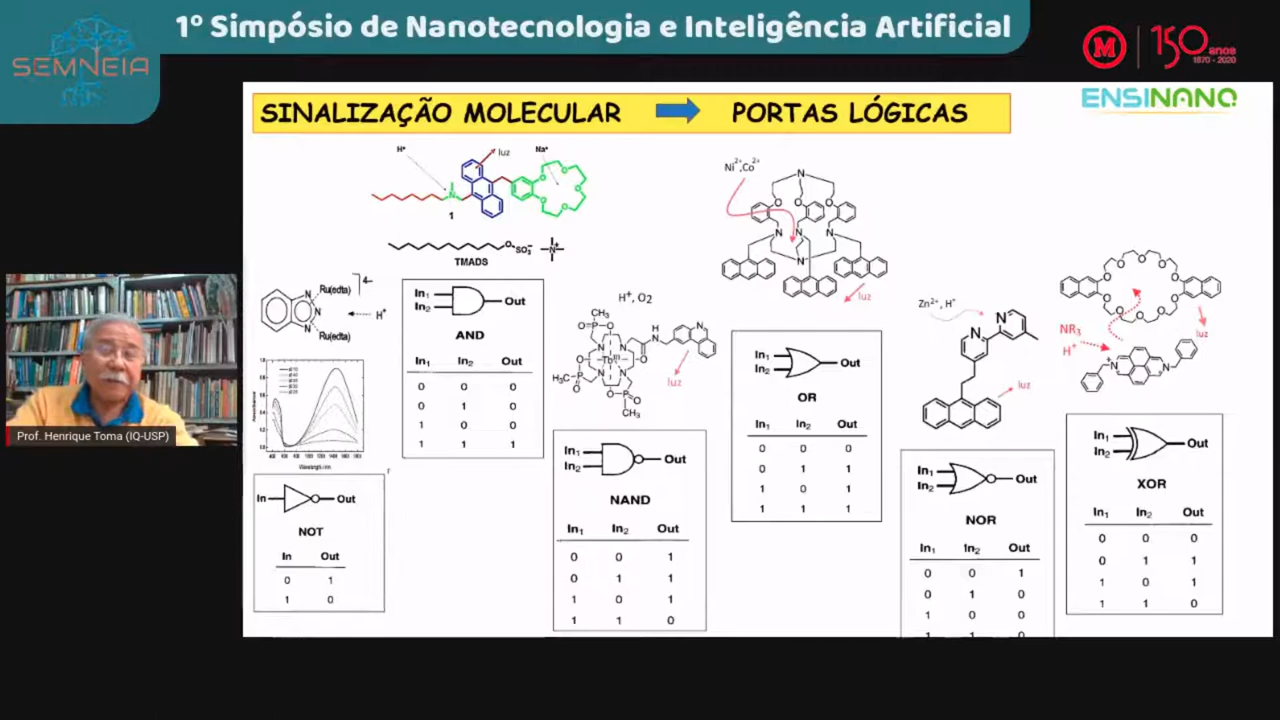 1º Simpósio de Nanotecnologia e Inteligência Artificial
SEMNEIA
M
150 anos
1870 - 2020
ENSINANO
SINALIZAÇÃO MOLECULAR
PORTAS LÓGICAS
H⁺
luz
Na⁺
1
OSO₃⁻
N⁺
TMADS
Ru(edta)
4-
N
N
N
H⁺
Ru(edta)
Wavelength / nm
In
Out
NOT
In Out
0 1
1 0
In₁
In₂
Out
AND
In₁ In₂ Out
0 0 0
0 1 0
1 0 0
1 1 1
H⁺, O₂
CH₃
Tb
H₃C
CH₃
luz
In₁
In₂
Out
NAND
In₁ In₂ Out
0 0 1
0 1 1
1 0 1
1 1 0
Ni²⁺,Co²⁺
luz
In₁
In₂
Out
OR
In₁ In₂ Out
0 0 0
0 1 1
1 0 1
1 1 1
Zn²⁺, H⁺
luz
In₁
In₂
Out
NOR
In₁ In₂ Out
0 0 1
0 1 0
1 0 0
1 1 0
NR₃
H⁺
luz
In₁
In₂
Out
XOR
In₁ In₂ Out
0 0 0
0 1 1
1 0 1
1 1 0
Prof. Henrique Toma (IQ-USP)